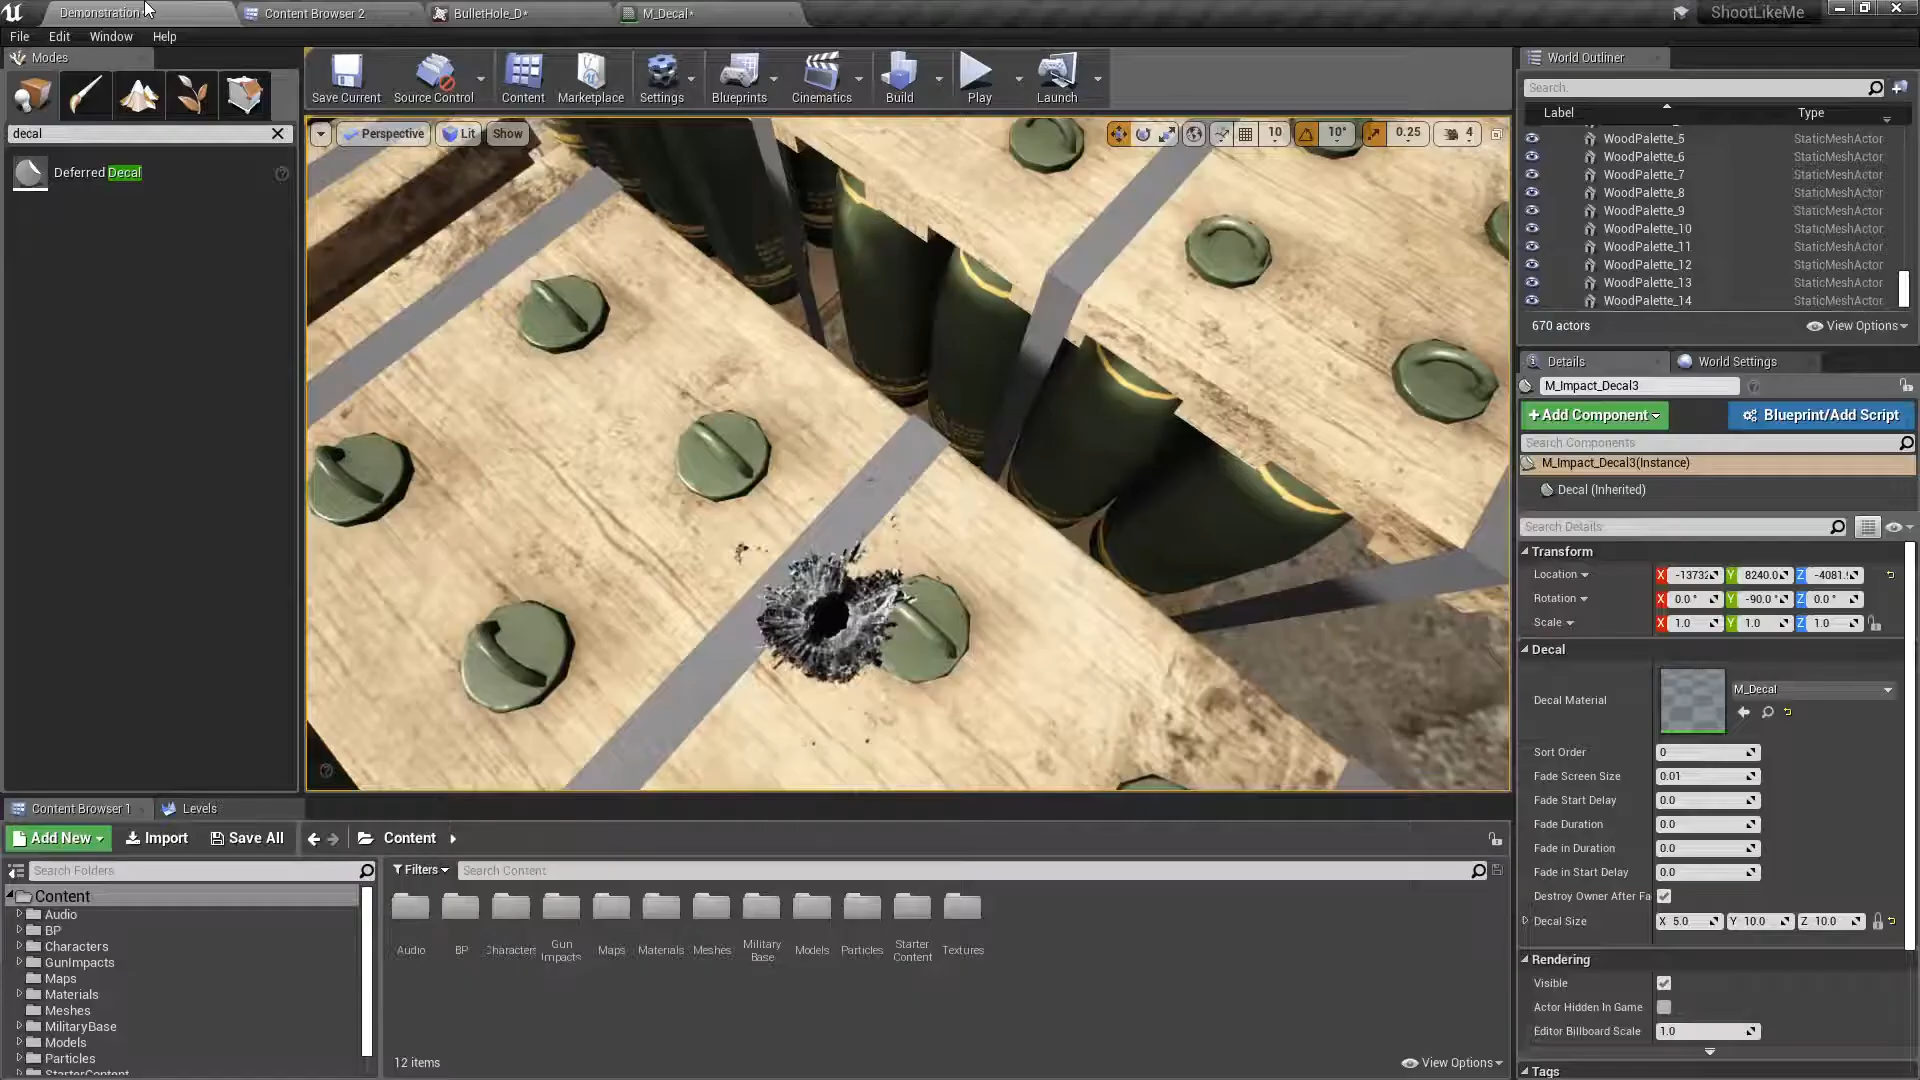 Demonstration
Content Browser 2
BulletHole_D*
M_Decal*
ShootLikeMe
File Edit Window Help
Modes
decal
Deferred Decal
Save Current
Source Control
Content
Marketplace
Settings
Blueprints
Cinematics
Build
Play
Launch
Perspective
Lit
Show
10
10°
0.25
4
World Outliner
Search.
Label Type
WoodPalette_5 StaticMeshActor
WoodPalette_6 StaticMeshActor
WoodPalette_7 StaticMeshActor
WoodPalette_8 StaticMeshActor
WoodPalette_9 StaticMeshActor
WoodPalette_10 StaticMeshActor
WoodPalette_11 StaticMeshActor
WoodPalette_12 StaticMeshActor
WoodPalette_13 StaticMeshActor
WoodPalette_14 StaticMeshActor
670 actors View Options
Details World Settings
M_Impact_Decal3
+Add Component Blueprint/Add Script
Search Components
M_Impact_Decal3(Instance)
Decal (Inherited)
Search Details
Transform
Location X -13732 Y 8240.0 Z -4081.
Rotation X 0.0 ° Y -90.0 ° Z 0.0 °
Scale X 1.0 Y 1.0 Z 1.0
Decal
Decal Material M_Decal
Sort Order 0
Fade Screen Size 0.01
Fade Start Delay 0.0
Fade Duration 0.0
Fade in Duration 0.0
Fade in Start Delay 0.0
Destroy Owner After Fa
Decal Size X 5.0 Y 10.0 Z 10.0
Rendering
Visible
Actor Hidden In Game
Editor Billboard Scale 1.0
Tags
Content Browser 1 Levels
Add New Import Save All Content
Search Folders
Filters Search Content
Content
Audio
BP
Characters
GunImpacts
Maps
Materials
Meshes
MilitaryBase
Models
Particles
StarterContent
Audio
BP
Characters
Gun
Impacts
Maps
Materials
Meshes
Military
Base
Models
Particles
Starter
Content
Textures
12 items View Options